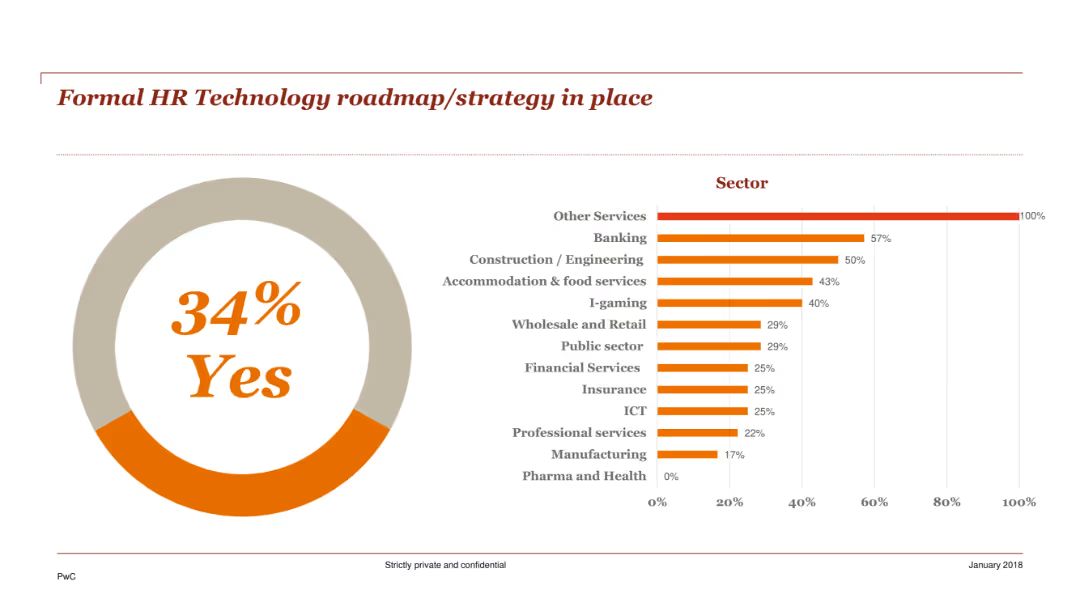 Formal HR Technology roadmap/strategy in place
34%
Yes
Sector
Other Services 100%
Banking 57%
Construction / Engineering 50%
Accommodation & food services 43%
I-gaming 40%
Wholesale and Retail 29%
Public sector 29%
Financial Services 25%
Insurance 25%
ICT 25%
Professional services 22%
Manufacturing 17%
Pharma and Health 0%
0% 20% 40% 60% 80% 100%
Strictly private and confidential January 2018
PwC